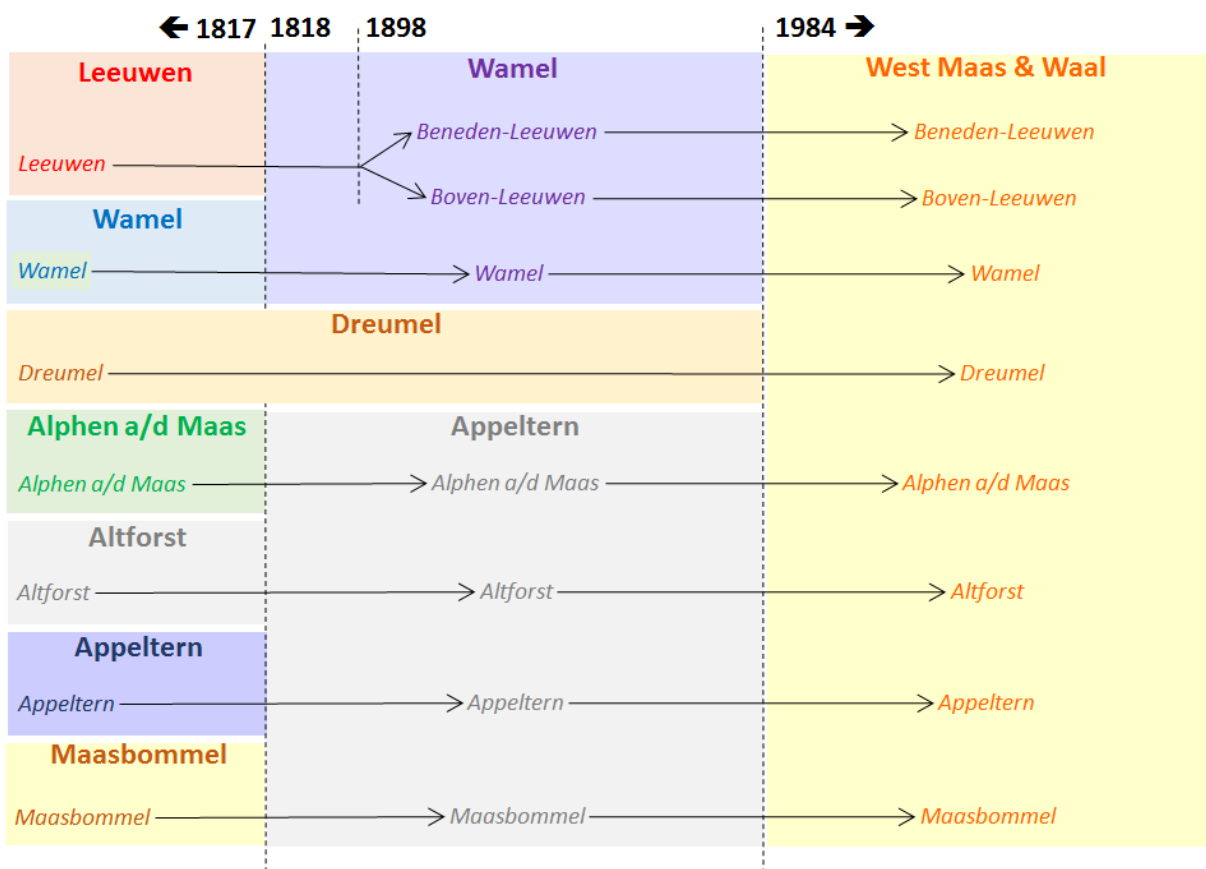 🡸 1817 1818 1898 1984 🡺
Leeuwen Wamel West Maas & Waal
Beneden-Leeuwen Beneden-Leeuwen
Leeuwen
Boven-Leeuwen Boven-Leeuwen
Wamel
Wamel Wamel Wamel
Dreumel
Dreumel Dreumel
Alphen a/d Maas Appeltern
Alphen a/d Maas Alphen a/d Maas Alphen a/d Maas
Altforst
Altforst Altforst Altforst
Appeltern
Appeltern Appeltern Appeltern
Maasbommel
Maasbommel Maasbommel Maasbommel